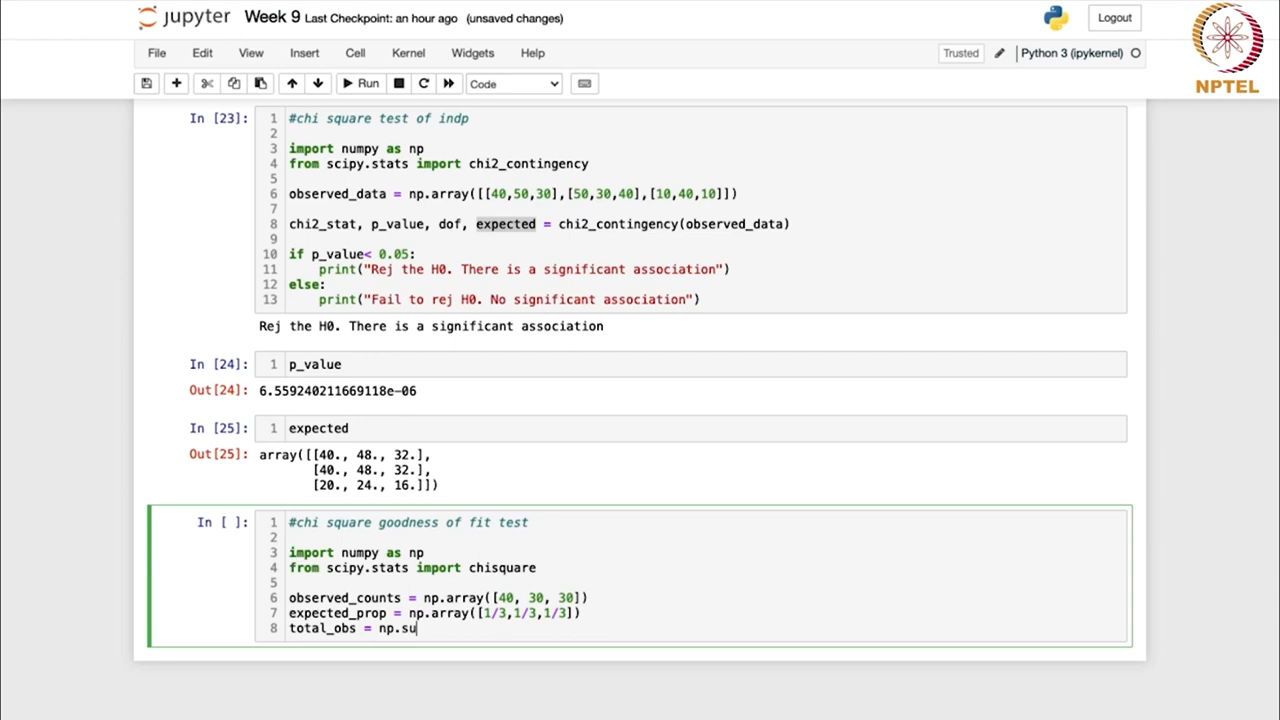 jupyter Week 9 Last Checkpoint: an hour ago (unsaved changes)
Logout
NPTEL
File Edit View Insert Cell Kernel Widgets Help
Trusted Python 3 (ipykernel)
Run Code
In [23]:
1 #chi square test of indp
2
3 import numpy as np
4 from scipy.stats import chi2_contingency
5
6 observed_data = np.array([[40,50,30],[50,30,40],[10,40,10]])
7
8 chi2_stat, p_value, dof, expected = chi2_contingency(observed_data)
9
10 if p_value< 0.05:
11     print("Rej the H0. There is a significant association")
12 else:
13     print("Fail to rej H0. No significant association")
Rej the H0. There is a significant association
In [24]: 1 p_value
Out[24]: 6.559240211669118e-06
In [25]: 1 expected
Out[25]: array([[40., 48., 32.],
[40., 48., 32.],
[20., 24., 16.]])
In [ ]:
1 #chi square goodness of fit test
2
3 import numpy as np
4 from scipy.stats import chisquare
5
6 observed_counts = np.array([40, 30, 30])
7 expected_prop = np.array([1/3,1/3,1/3])
8 total_obs = np.su